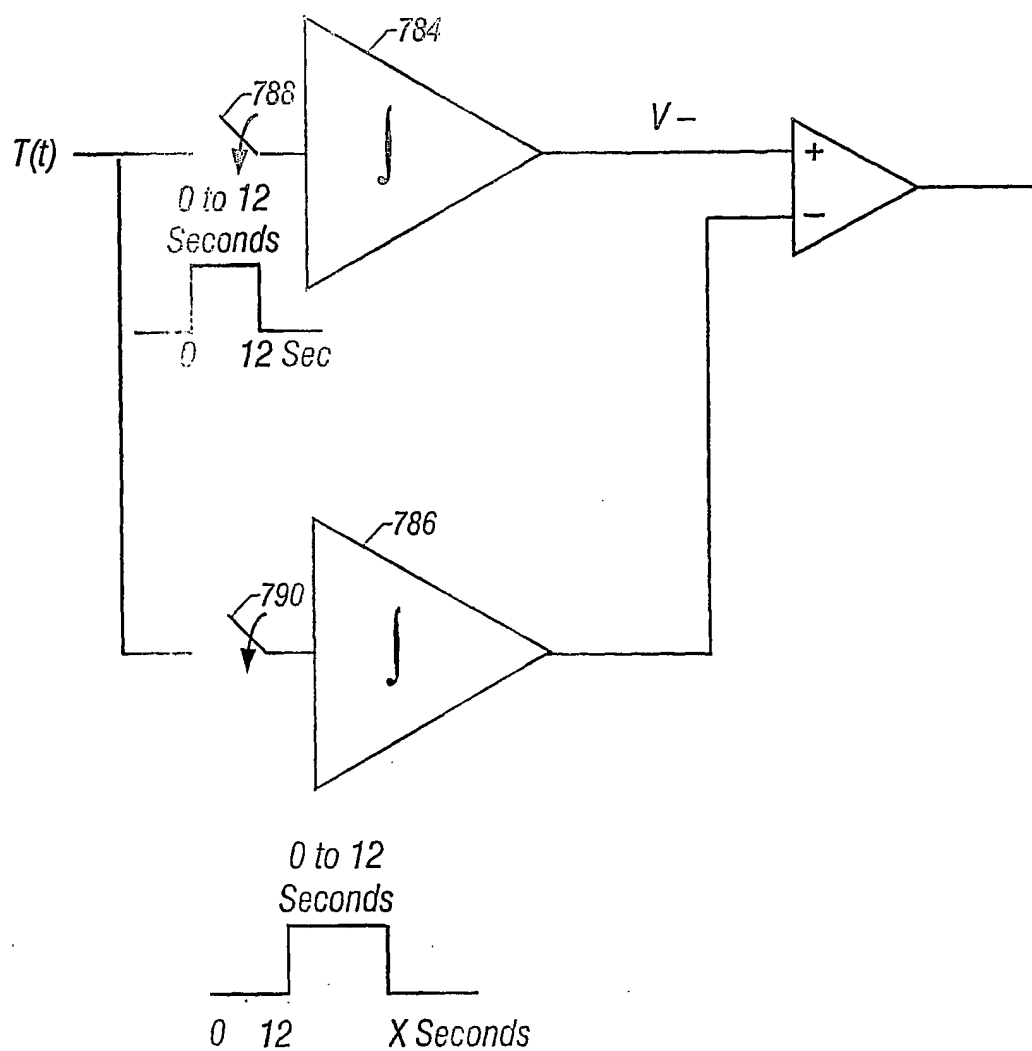 784
788
V –
T(t)
+
0 to 12
Seconds
–
0 12 Sec
786
790
0 to 12
Seconds
0 12 X Seconds